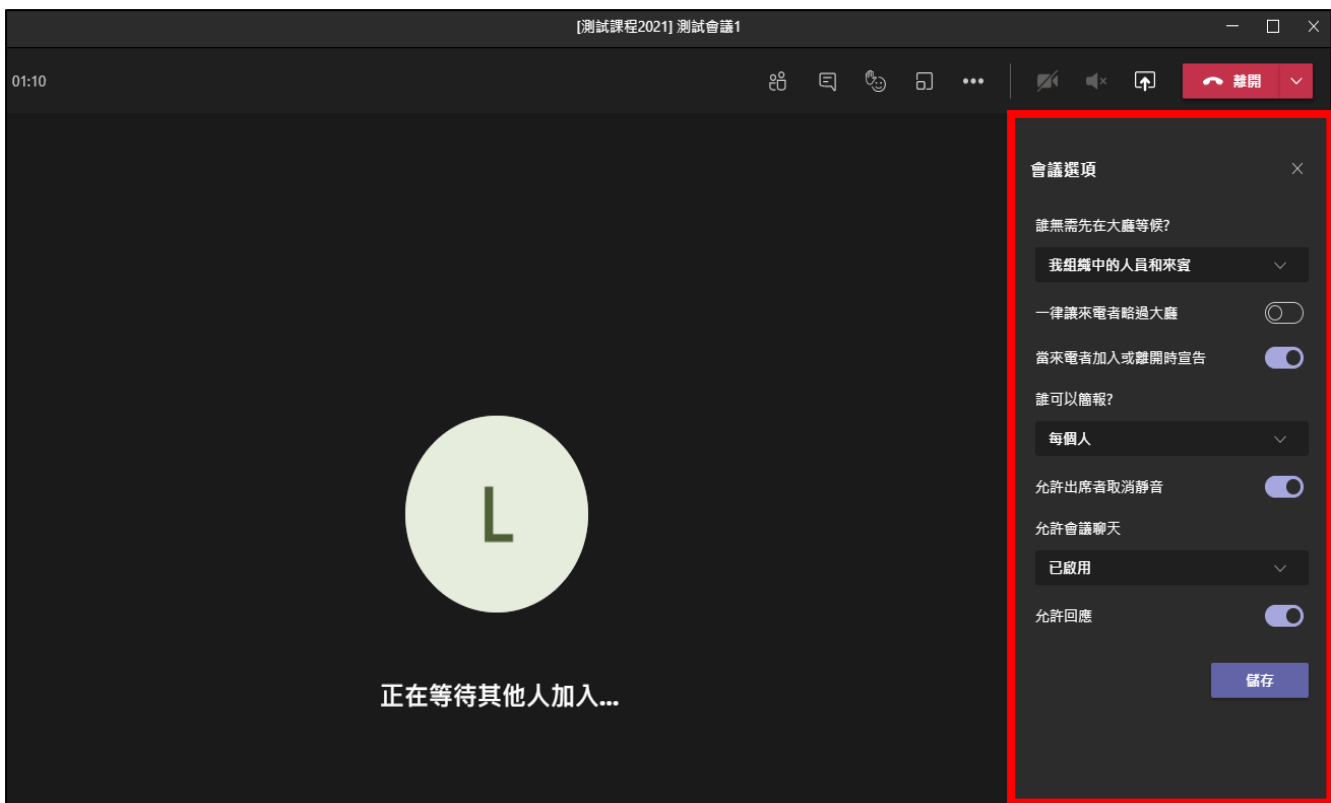 [測試課程2021] 測試會議1
01:10
離開
會議選項
誰無需先在大廳等候?
我組織中的人員和來賓
一律讓來電者略過大廳
當來電者加入或離開時宣告
誰可以簡報?
每個人
允許出席者取消靜音
允許會議聊天
已啟用
允許回應
儲存
L
正在等待其他人加入...